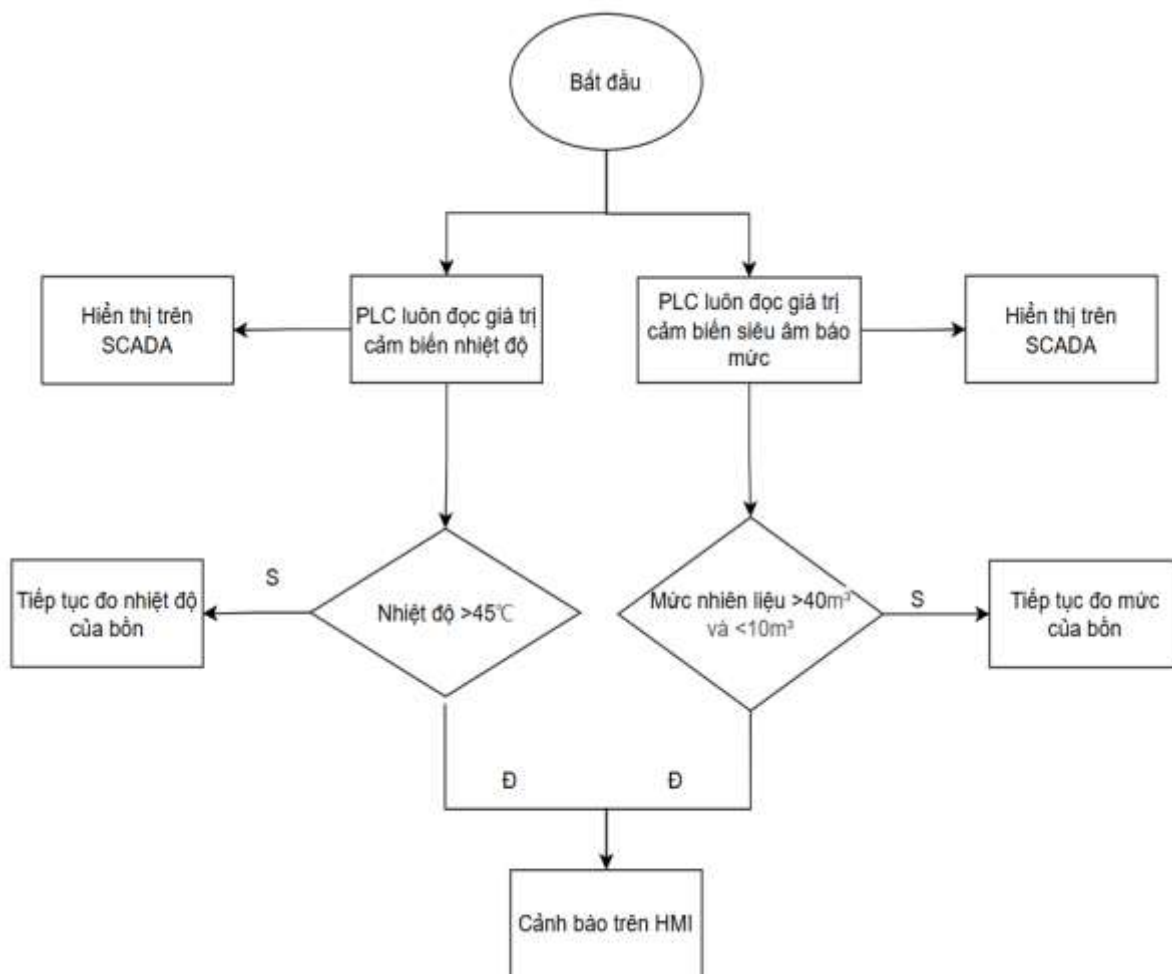 Bắt đầu
Hiển thị trên
SCADA
PLC luôn đọc giá trị
cảm biến nhiệt độ
PLC luôn đọc giá trị
cảm biến siêu âm báo
mức
Hiển thị trên
SCADA
Tiếp tục đo nhiệt độ
của bồn
S
Nhiệt độ >45℃
Mức nhiên liệu >40m³
và <10m³
S
Tiếp tục đo mức
của bồn
Đ
Đ
Cảnh bào trên HMI